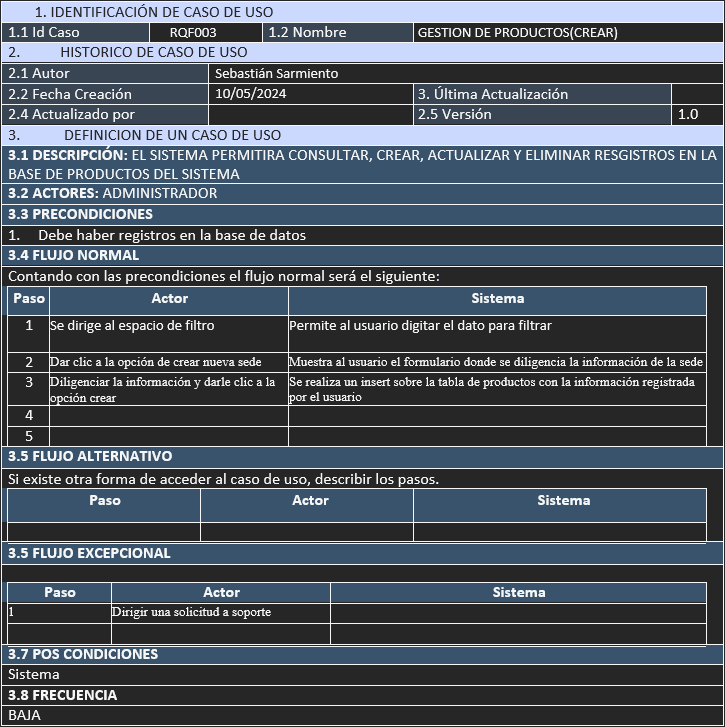 1. IDENTIFICACIÓN DE CASO DE USO
1.1 Id Caso RQF003 1.2 Nombre GESTION DE PRODUCTOS(CREAR)
2. HISTORICO DE CASO DE USO
2.1 Autor Sebastián Sarmiento
2.2 Fecha Creación 10/05/2024 3. Última Actualización
2.4 Actualizado por 2.5 Versión 1.0
3. DEFINICION DE UN CASO DE USO
3.1 DESCRIPCIÓN: EL SISTEMA PERMITIRA CONSULTAR, CREAR, ACTUALIZAR Y ELIMINAR RESGISTROS EN LA
BASE DE PRODUCTOS DEL SISTEMA
3.2 ACTORES: ADMINISTRADOR
3.3 PRECONDICIONES
1. Debe haber registros en la base de datos
3.4 FLUJO NORMAL
Contando con las precondiciones el flujo normal será el siguiente:
Paso Actor Sistema
1 Se dirige al espacio de filtro Permite al usuario digitar el dato para filtrar
2 Dar clic a la opción de crear nueva sede Muestra al usuario el formulario donde se diligencia la información de la sede
3 Diligenciar la información y darle clic a la Se realiza un insert sobre la tabla de productos con la información registrada
opción crear por el usuario
4
5
3.5 FLUJO ALTERNATIVO
Si existe otra forma de acceder al caso de uso, describir los pasos.
Paso Actor Sistema
3.5 FLUJO EXCEPCIONAL
Paso Actor Sistema
1 Dirigir una solicitud a soporte
3.7 POS CONDICIONES
Sistema
3.8 FRECUENCIA
BAJA